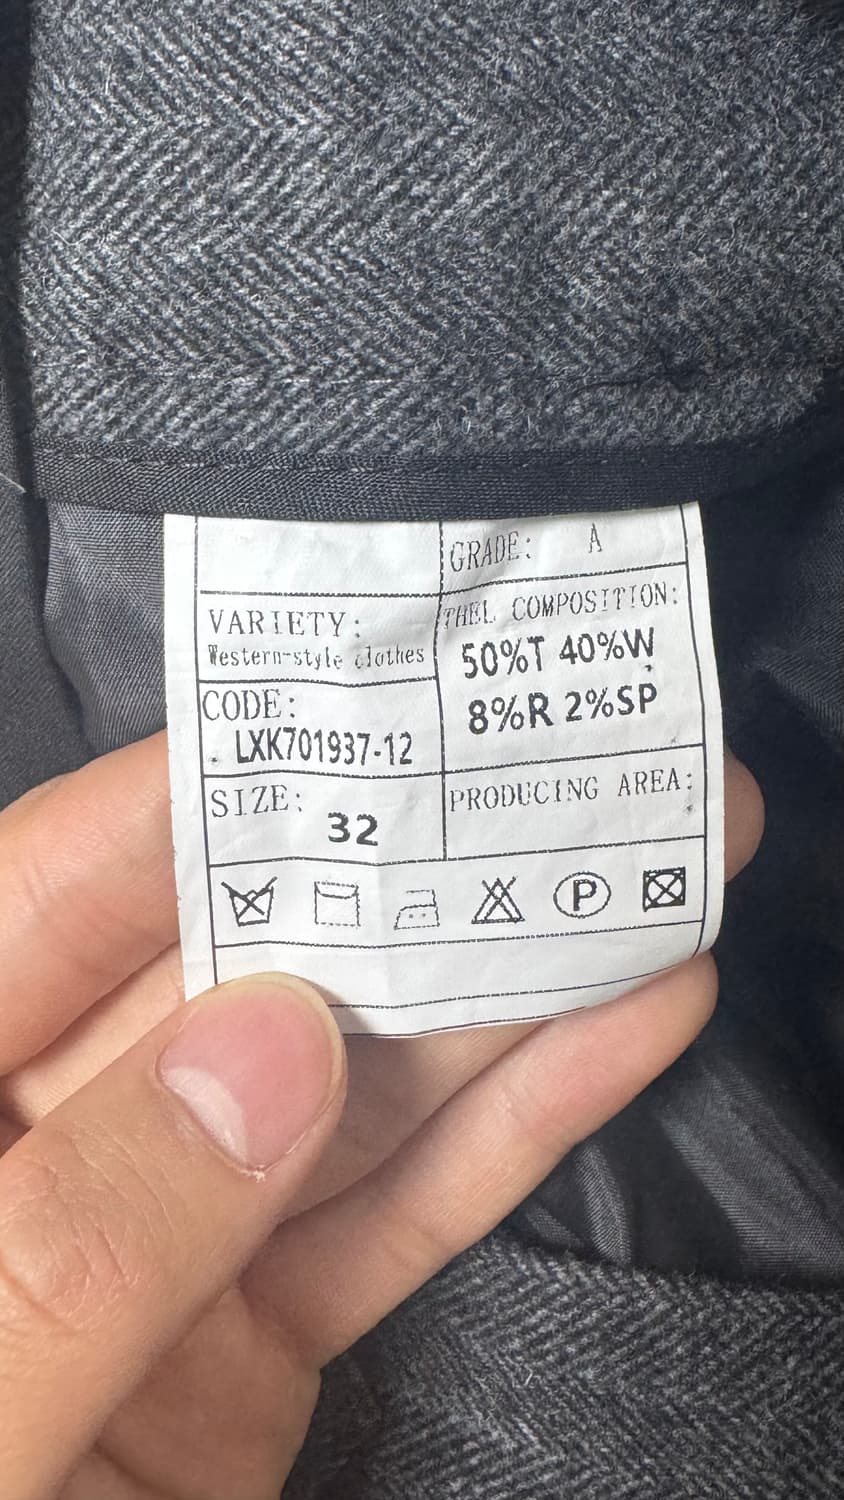 GRADE: A
VARIETY:
Western-style clothes
THEL COMPOSITION:
50%T 40%W
8%R 2%SP
CODE:
LXK701937-12
SIZE: 32
PRODUCING AREA:
P